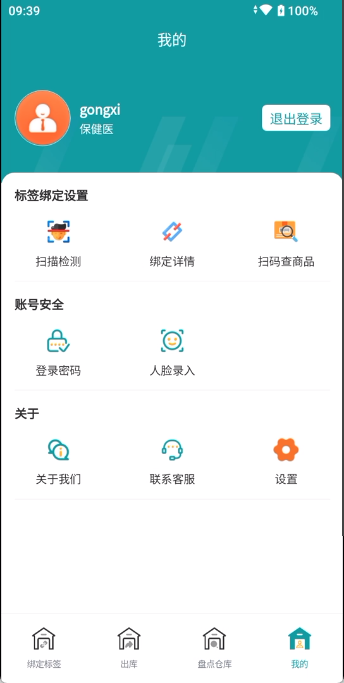 09:39
100%
我的
gongxi
保健医
退出登录
标签绑定设置
扫描检测
绑定详情
扫码查商品
账号安全
登录密码
人脸录入
关于
关于我们
联系客服
设置
绑定标签
出库
盘点仓库
我的